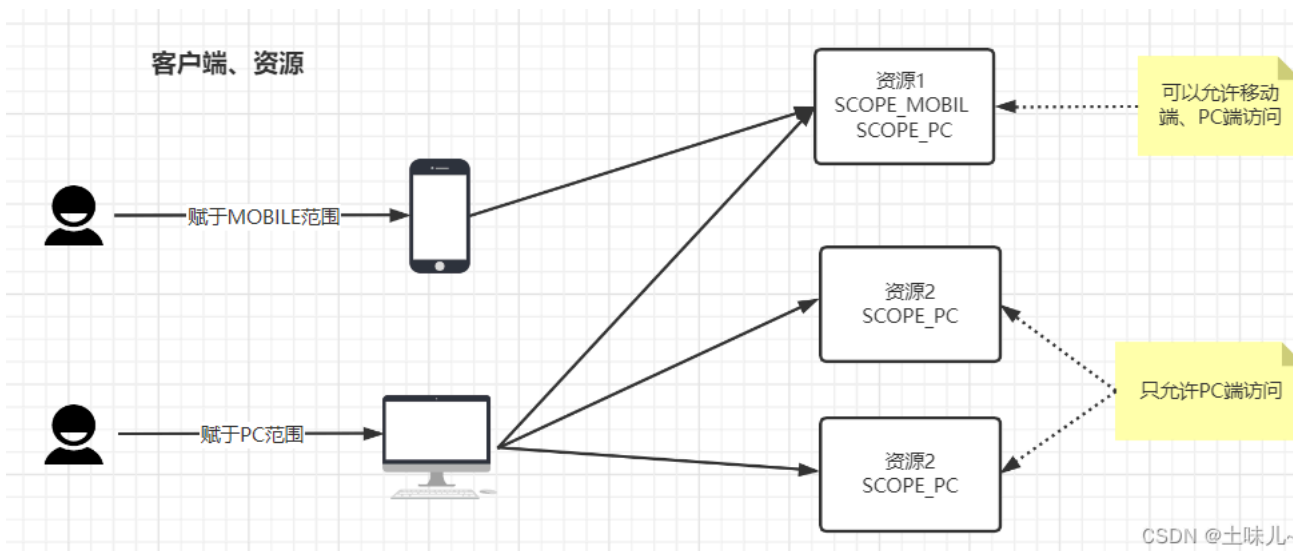 客户端、资源
资源1
SCOPE_MOBIL
SCOPE_PC
可以允许移动
端、PC端访问
赋于MOBILE范围
资源2
SCOPE_PC
只允许PC端访问
赋于PC范围
资源2
SCOPE_PC
CSDN @土味儿~